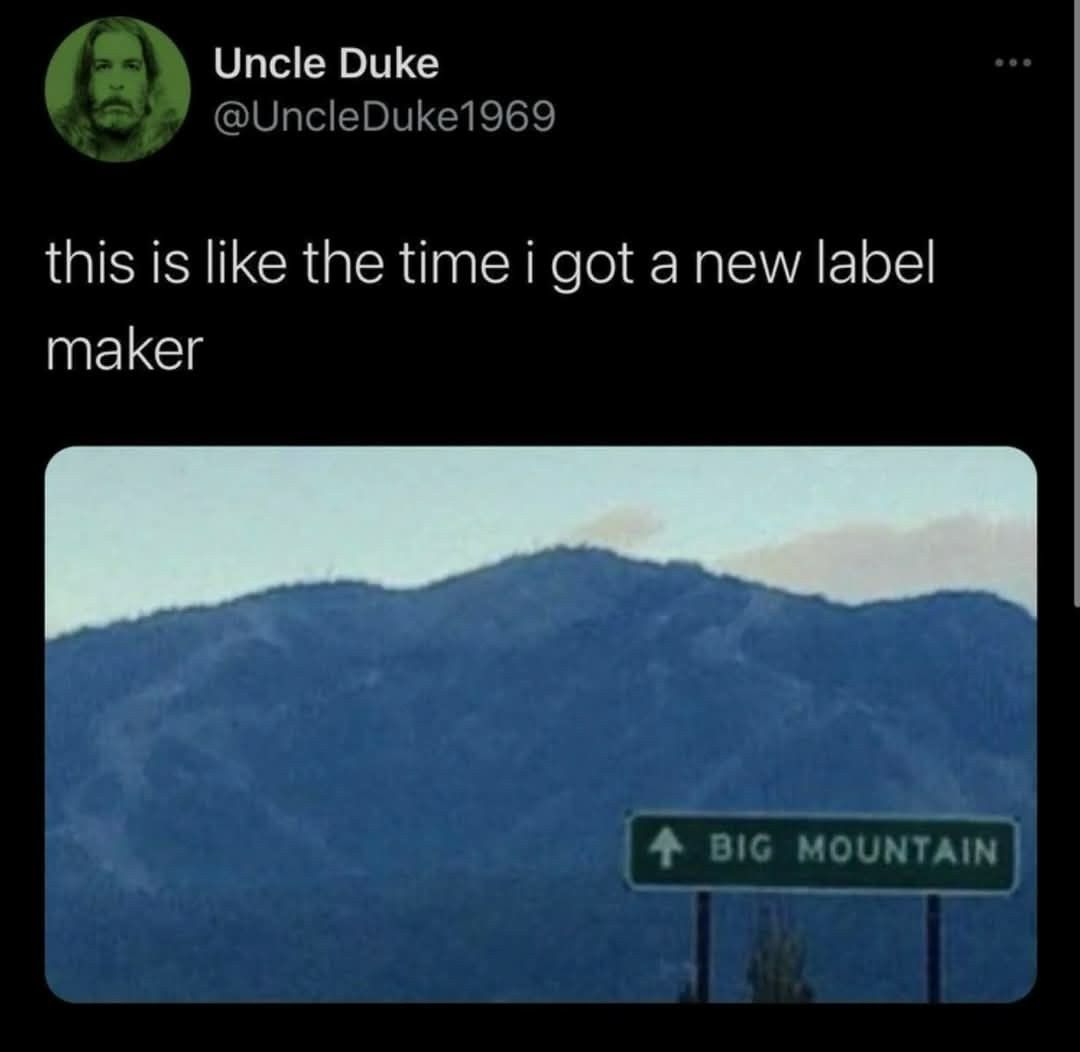 Uncle Duke
@UncleDuke1969
this is like the time i got a new label
maker
BIG MOUNTAIN